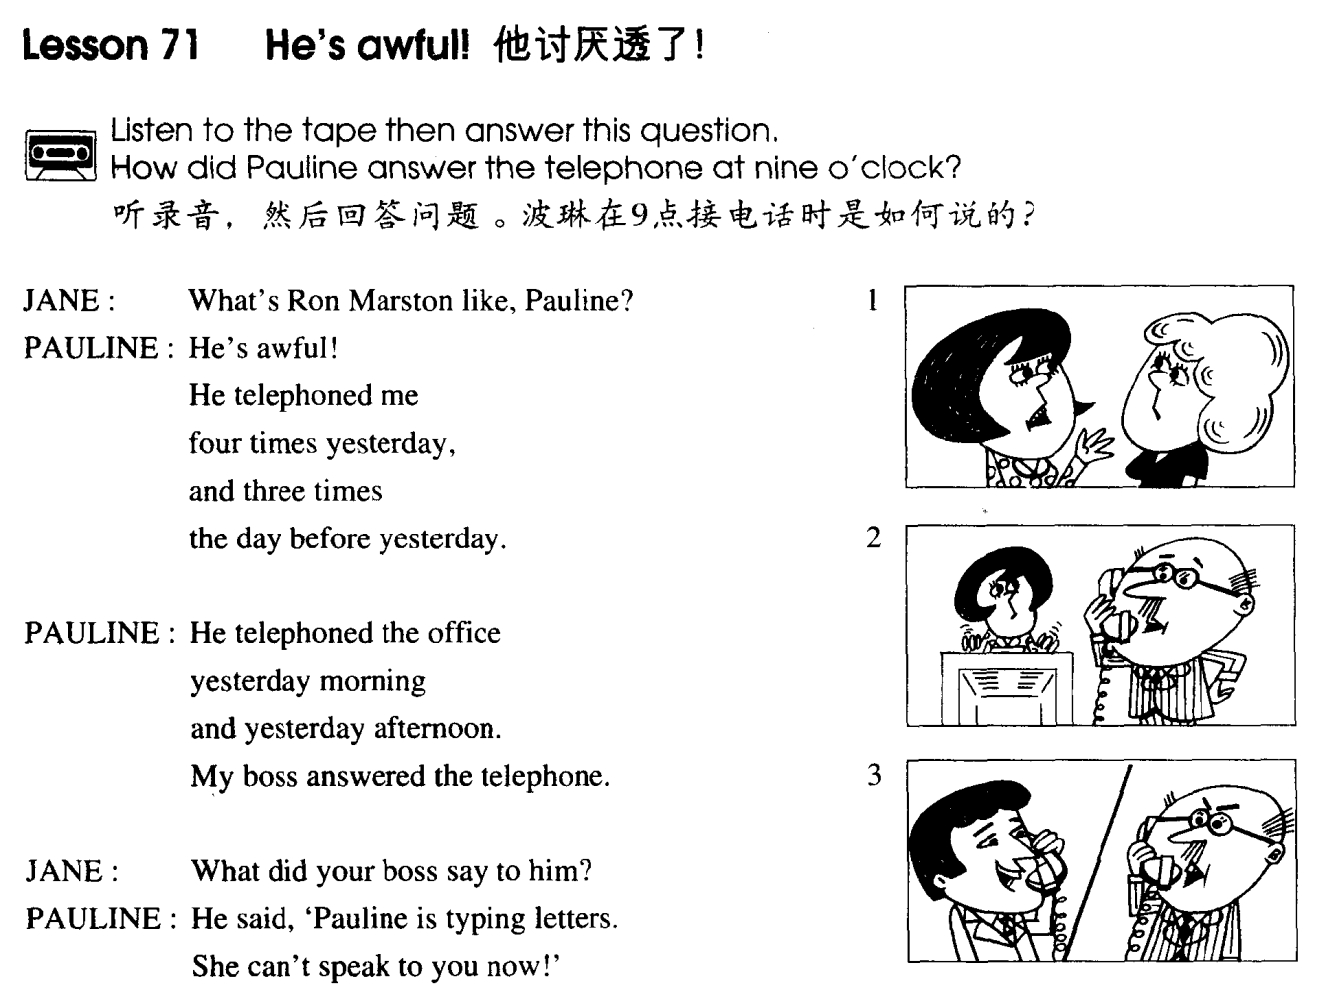 Lesson 71 He's awful! 他讨厌透了!
Listen to the tape then answer this question.
How did Pauline answer the telephone at nine o'clock?
听录音，然后回答问题。波琳在9点接电话时是如何说的?
JANE : What's Ron Marston like, Pauline?
PAULINE : He's awful!
He telephoned me
four times yesterday,
and three times
the day before yesterday.
PAULINE : He telephoned the office
yesterday morning
and yesterday afternoon.
My boss answered the telephone.
JANE : What did your boss say to him?
PAULINE : He said, 'Pauline is typing letters.
She can't speak to you now!'
1
2
3